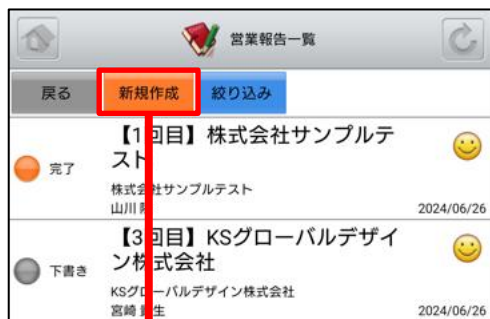 営業報告一覧
戻る 新規作成 絞り込み
【1回目】株式会社サンプルテ
スト
完了
株式会社サンプルテスト
山川
2024/06/26
【3回目】KSグローバルデザイ
ン株式会社
下書き
KSグローバルデザイン株式会社
宮崎 生
2024/06/26